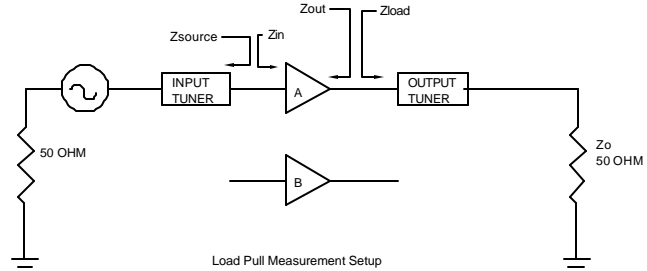 Zout
Zload
Zsource
Zin
INPUT
TUNER
A
OUTPUT
TUNER
50 OHM
Zo
50 OHM
B
Load Pull Measurement Setup